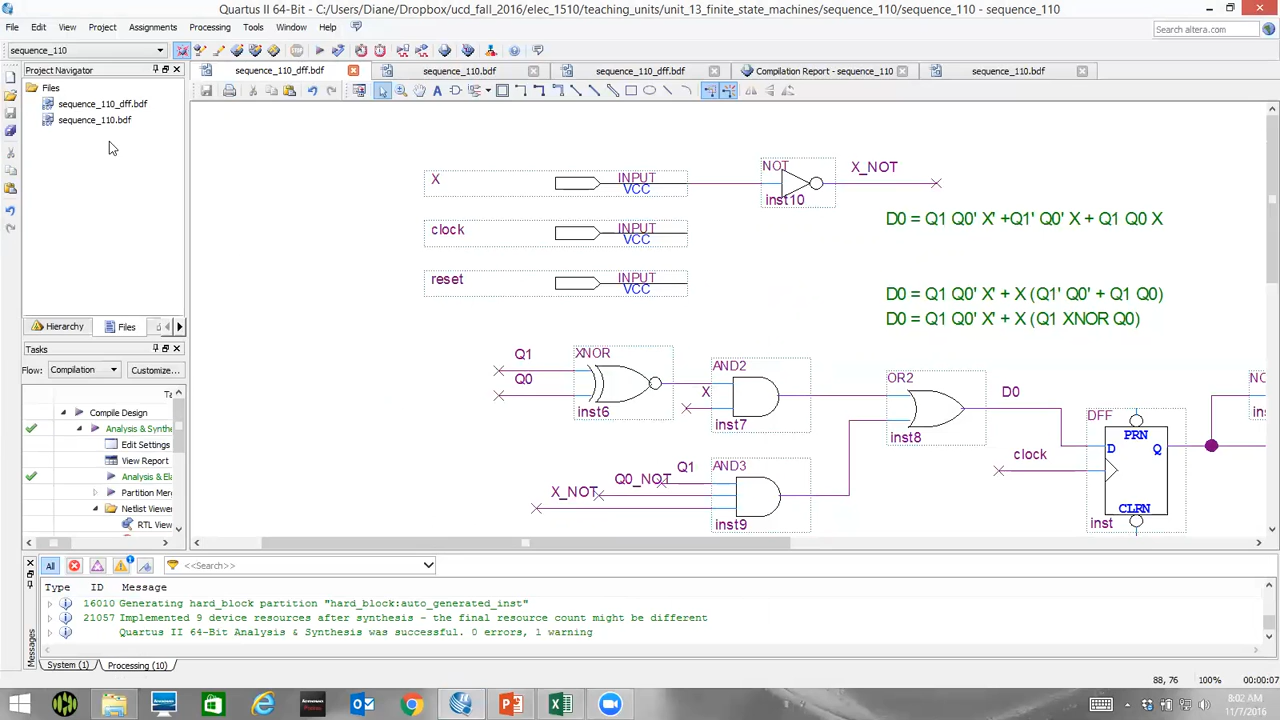 Quartus II 64-Bit - C:/Users/Diane/Dropbox/ucd_fall_2016/elec_1510/teaching_units/unit_13_finite_state_machines/sequence_110/sequence_110 - sequence_110
File Edit View Project Assignments Processing Tools Window Help
Search altera.com
sequence_110
Project Navigator
sequence_110_dff.bdf
sequence_110.bdf
sequence_110_dff.bdf
Compilation Report - sequence_110
sequence_110.bdf
Files
sequence_110_dff.bdf
sequence_110.bdf
X INPUT VCC
NOT
inst10
X_NOT
clock INPUT VCC
D0 = Q1 Q0' X' +Q1' Q0' X + Q1 Q0 X
reset INPUT VCC
D0 = Q1 Q0' X' + X (Q1' Q0' + Q1 Q0)
D0 = Q1 Q0' X' + X (Q1 XNOR Q0)
Hierarchy Files
Tasks
Flow: Compilation Customize...
Compile Design
Analysis & Synthe
Edit Settings
View Report
Analysis & Ela
Partition Merg
Netlist Viewer
RTL View
Q1
Q0
XNOR
inst6
AND2
X
inst7
OR2
inst8
D0
DFF
PRN
D Q
CLRN
inst
clock
AND3
Q1
Q0_NOT
X_NOT
inst9
All <<Search>>
Type ID Message
16010 Generating hard_block partition "hard_block:auto_generated_inst"
21057 Implemented 9 device resources after synthesis - the final resource count might be different
Quartus II 64-Bit Analysis & Synthesis was successful. 0 errors, 1 warning
Messages
System (1) Processing (10)
88, 76 100% 00:00:07
8:02 AM
11/7/2016